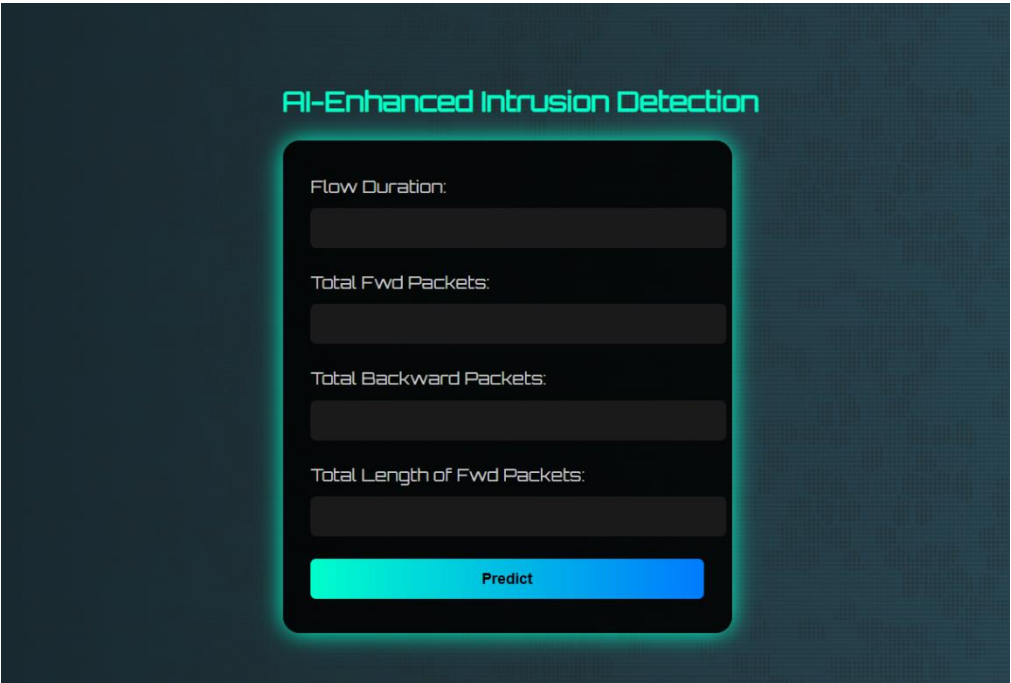 AI-Enhanced Intrusion Detection
Flow Duration:
Total Fwd Packets:
Total Backward Packets:
Total Length of Fwd Packets:
Predict